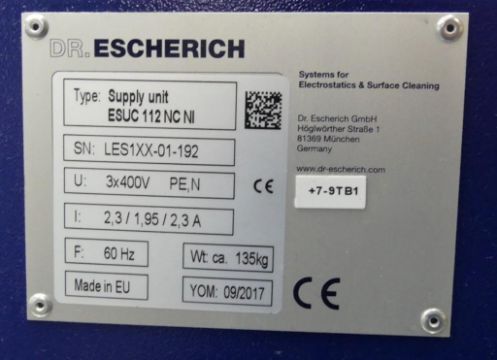 DR. ESCHERICH
Systems for
Electrostatics & Surface Cleaning
Type: Supply unit
ESUC 112 NC NI
Dr. Escherich GmbH
Höglwörther Straße 1
81369 München
Germany
www.dr-escherich.com
SN: LES1XX-01-192
U: 3x400V PE,N
CE
+7-9TB1
I: 2,3 / 1,95 / 2,3 A
F: 60 Hz
Wt: ca. 135kg
Made in EU
YOM: 09/2017
CE